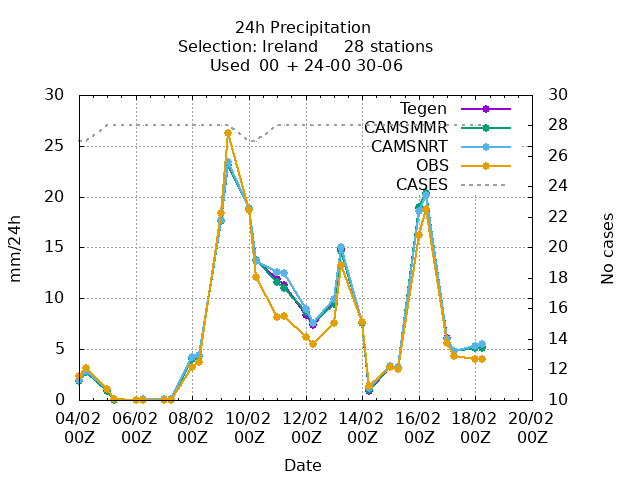 24h Precipitation
Selection: Ireland 28 stations
Used 00 + 24-00 30-06
30 30
Tegen
28
CAMSMMR
25
CAMSNRT
26
OBS
24
CASES
20
22
mm/24h
No cases
15
20
18
10
16
14
5
12
0 10
04/02 06/02 08/02 10/02 12/02 14/02 16/02 18/02 20/02
00Z 00Z 00Z 00Z 00Z 00Z 00Z 00Z 00Z
Date